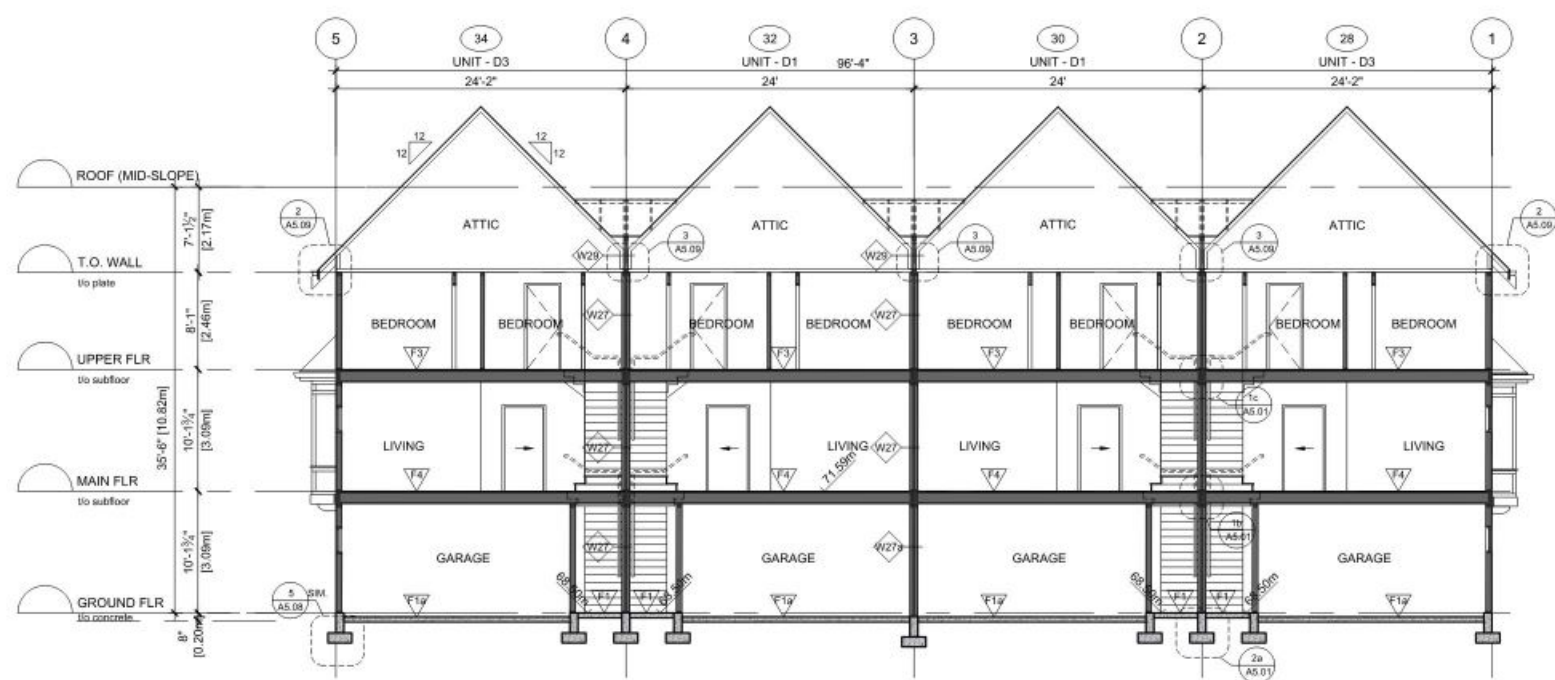 5 34 4 32 3 30 2 28 1
UNIT - D3 UNIT - D1 96'-4" UNIT - D1 UNIT - D3
24'-2" 24' 24' 24'-2"
12 12
12 12
ROOF (MID-SLOPE)
7'-1½" [2.17m]
2 A5.09
ATTIC ATTIC ATTIC ATTIC
3 A5.09
3 A5.09
3 A5.09
2 A5.09
W29 W29
T.O. WALL
t/o plate
8'-1" [2.46m]
BEDROOM BEDROOM W27 BEDROOM BEDROOM W27 BEDROOM BEDROOM BEDROOM BEDROOM
F3 F3 F3 F3
UPPER FLR
t/o subfloor
35'-6" [10.82m]
10'-1¾" [3.09m]
1c A5.01
LIVING W27 LIVING W27 LIVING LIVING
F4 F4 71.59m F4 F4
MAIN FLR
t/o subfloor
10'-1¾" [3.09m]
1b A5.01
GARAGE W27 GARAGE W27a GARAGE GARAGE
5 A5.08 SIM.
F1a F1 F1 F1a F1a F1 F1 F1a
GROUND FLR
t/o concrete
8" [0.20m]
2a A5.01